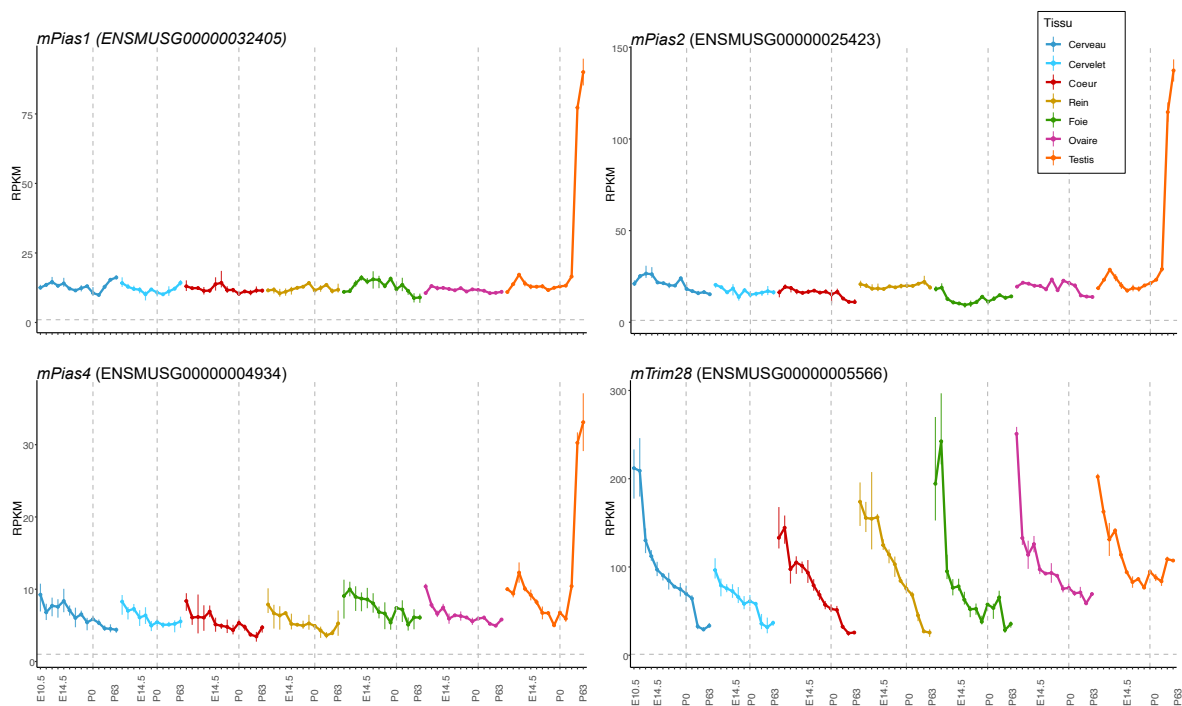 mPias1 (ENSMUSG00000032405)
RPKM
75
50
25
0
mPias2 (ENSMUSG00000025423)
RPKM
150
100
50
0
Tissu
Cerveau
Cervelet
Coeur
Rein
Foie
Ovaire
Testis
mPias4 (ENSMUSG00000004934)
RPKM
30
20
10
0
E10.5
E14.5
P0
E14.5
P0
P63
E14.5
P0
P63
E14.5
P0
P63
E14.5
P0
P63
E14.5
P0
P63
E14.5
P0
P63
mTrim28 (ENSMUSG00000005566)
RPKM
300
200
100
0
E10.5
E14.5
P0
P63
E14.5
P0
P63
E14.5
P0
P63
E14.5
P0
P63
E14.5
P0
P63
E14.5
P0
P63
E14.5
P0
P63